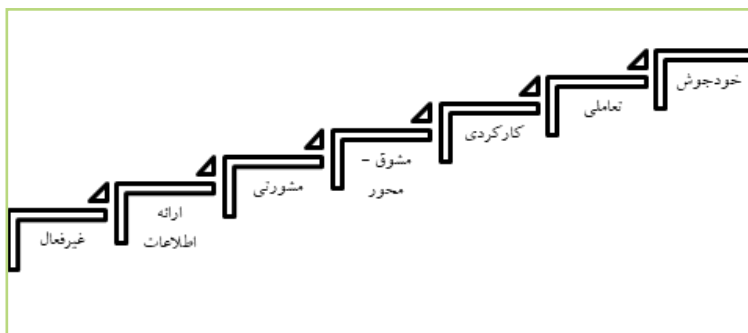 خودجوش
تعاملی
کارکردی
مشوق –
محور
مشورتی
ارائه
اطلاعات
غیرفعال